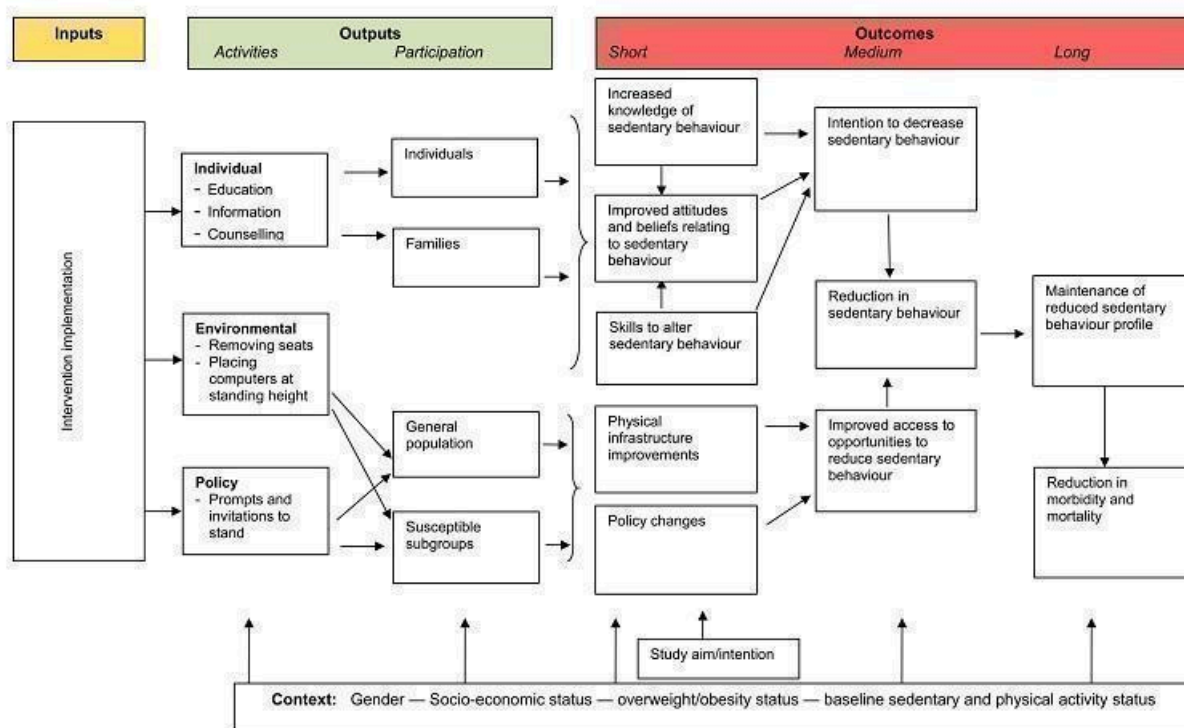 Inputs
Outputs
Activities
Participation
Outcomes
Short
Medium
Long
Intervention implementation
Individual
- Education
- Information
- Counselling
Environmental
- Removing seats
- Placing
computers at
standing height
Policy
- Prompts and
invitations to
stand
Individuals
Families
General
population
Susceptible
subgroups
Increased
knowledge of
sedentary behaviour
Improved attitudes
and beliefs relating
to sedentary
behaviour
Skills to alter
sedentary behaviour
Physical
infrastructure
improvements
Policy changes
Intention to decrease
sedentary behaviour
Reduction in
sedentary behaviour
Improved access to
opportunities to
reduce sedentary
behaviour
Maintenance of
reduced sedentary
behaviour profile
Reduction in
morbidity and
mortality
Study aim/intention
Context: Gender — Socio-economic status — overweight/obesity status — baseline sedentary and physical activity status